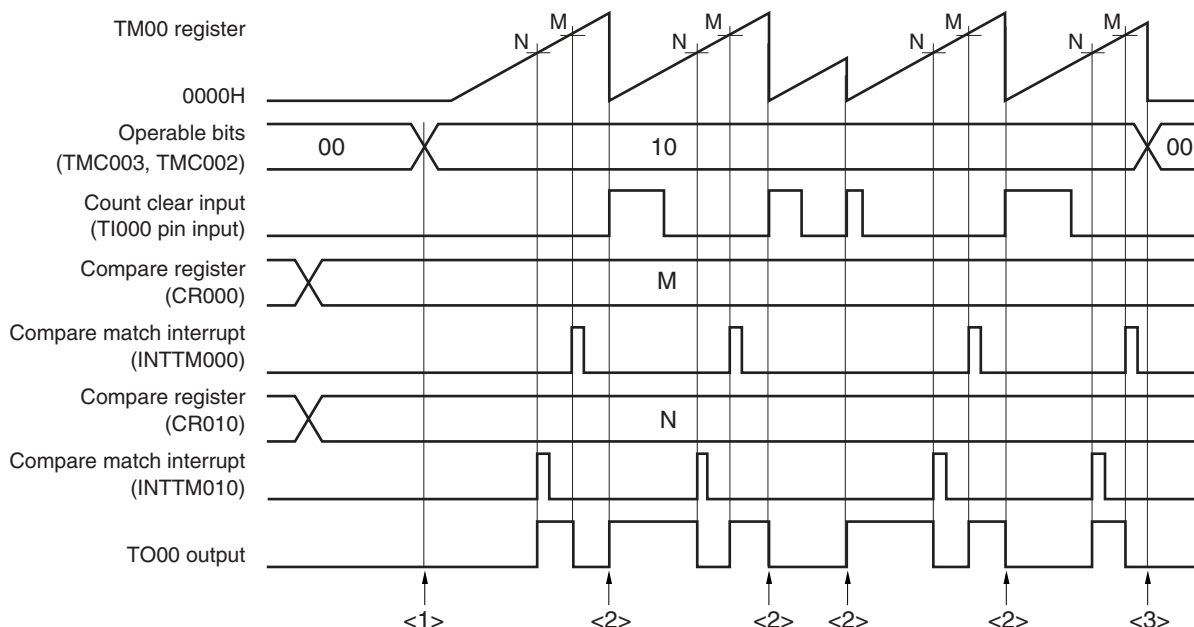 TM00 register
N M N M N M N M
0000H
Operable bits
(TMC003, TMC002)
00 10 00
Count clear input
(TI000 pin input)
Compare register
(CR000)
M
Compare match interrupt
(INTTM000)
Compare register
(CR010)
N
Compare match interrupt
(INTTM010)
TO00 output
<1> <2> <2> <2> <2> <3>